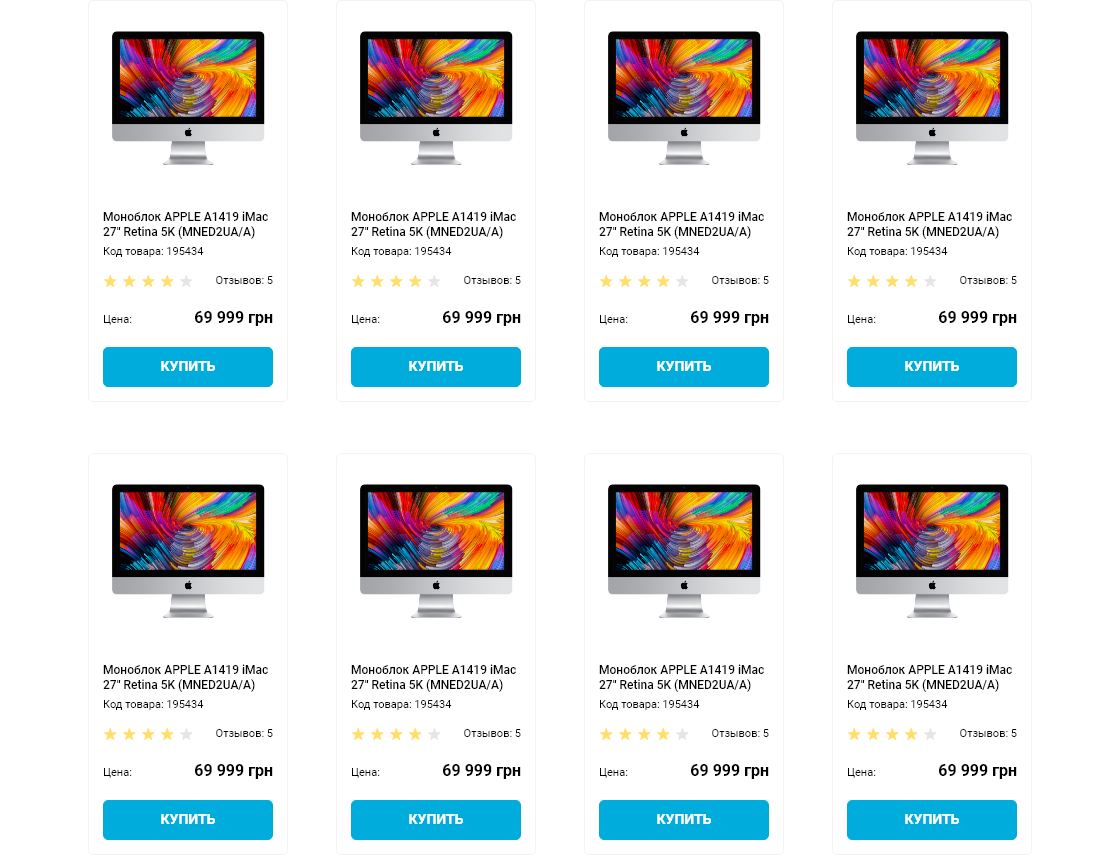 Моноблок APPLE A1419 iMac
27" Retina 5K (MNED2UA/A)
Код товара: 195434
Отзывов: 5
Цена: 69 999 грн
КУПИТЬ
Моноблок APPLE A1419 iMac
27" Retina 5K (MNED2UA/A)
Код товара: 195434
Отзывов: 5
Цена: 69 999 грн
КУПИТЬ
Моноблок APPLE A1419 iMac
27" Retina 5K (MNED2UA/A)
Код товара: 195434
Отзывов: 5
Цена: 69 999 грн
КУПИТЬ
Моноблок APPLE A1419 iMac
27" Retina 5K (MNED2UA/A)
Код товара: 195434
Отзывов: 5
Цена: 69 999 грн
КУПИТЬ
Моноблок APPLE A1419 iMac
27" Retina 5K (MNED2UA/A)
Код товара: 195434
Отзывов: 5
Цена: 69 999 грн
КУПИТЬ
Моноблок APPLE A1419 iMac
27" Retina 5K (MNED2UA/A)
Код товара: 195434
Отзывов: 5
Цена: 69 999 грн
КУПИТЬ
Моноблок APPLE A1419 iMac
27" Retina 5K (MNED2UA/A)
Код товара: 195434
Отзывов: 5
Цена: 69 999 грн
КУПИТЬ
Моноблок APPLE A1419 iMac
27" Retina 5K (MNED2UA/A)
Код товара: 195434
Отзывов: 5
Цена: 69 999 грн
КУПИТЬ